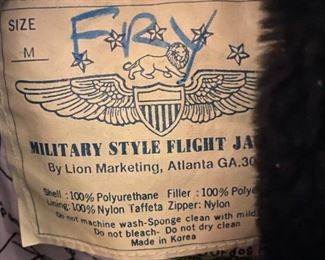 SIZE
M
FRY
MILITARY STYLE FLIGHT JA
By Lion Marketing, Atlanta GA.30
Shell : 100% Polyurethane Filler : 100% Polye
Lining: 100% Nylon Taffeta Zipper: Nylon
Do not machine wash-Sponge clean with mild
Do not bleach- Do not dry clean
Made in Korea